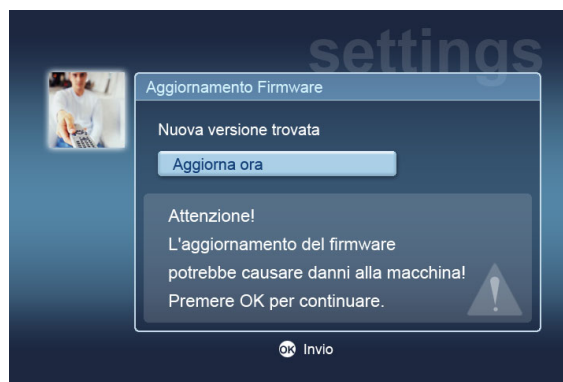 settings
Aggiornamento Firmware
Nuova versione trovata
Aggiorna ora
Attenzione!
L'aggiornamento del firmware
potrebbe causare danni alla macchina!
Premere OK per continuare.
OK Invio